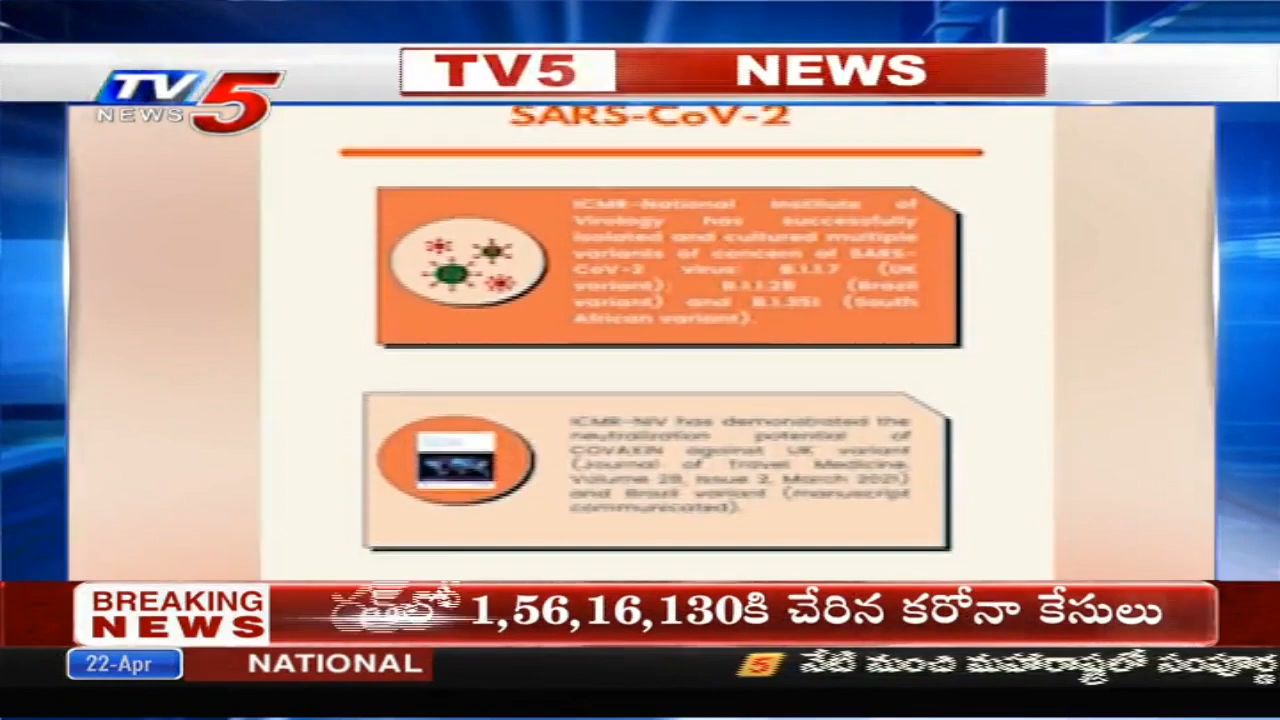 TV5 NEWS
TV5
NEWS
SARS-CoV-2
ICMR-National Institute of
Virology has successfully
isolated and cultured multiple
variants of concern of SARS-
CoV-2 virus: B.1.1.7 (UK
variant); B.1.1.28 (Brazil
variant) and B.1.351 (South
African variant).
ICMR-NIV has demonstrated the
neutralization potential of
COVAXIN against UK variant
(Journal of Travel Medicine,
Volume 28, Issue 2, March 2021)
and Brazil variant (manuscript
communicated).
BREAKING
NEWS
1,56,16,130కి చేరిన కరోనా కేసులు
22-Apr
NATIONAL
5 నేటి నుంచి మహారాష్ట్రలో